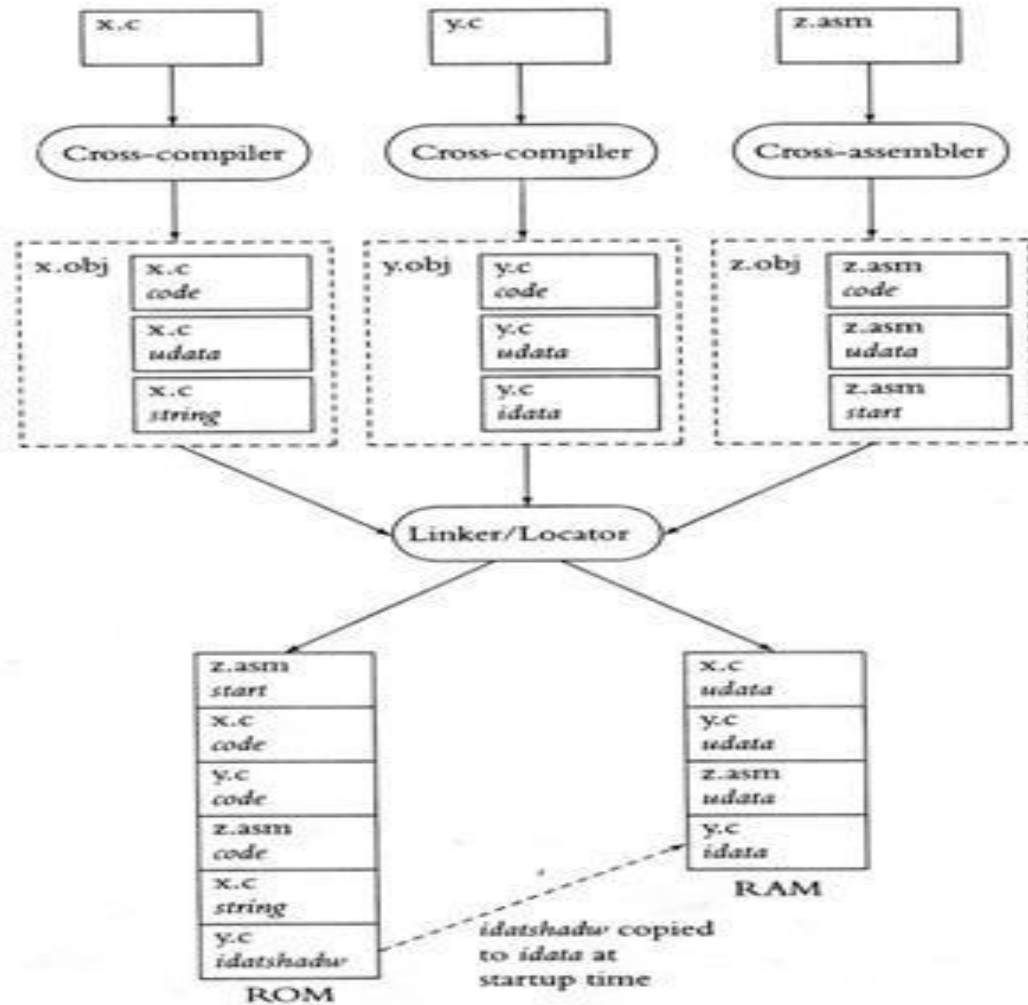 x.c
y.c
z.asm
Cross-compiler
Cross-compiler
Cross-assembler
x.obj
x.c
code
x.c
udata
x.c
string
y.obj
y.c
code
y.c
udata
y.c
idata
z.obj
z.asm
code
z.asm
udata
z.asm
start
Linker/Locator
z.asm
start
x.c
code
y.c
code
z.asm
code
x.c
string
y.c
idatshadw
ROM
x.c
udata
y.c
udata
z.asm
udata
y.c
idata
RAM
idatshadw copied
to idata at
startup time